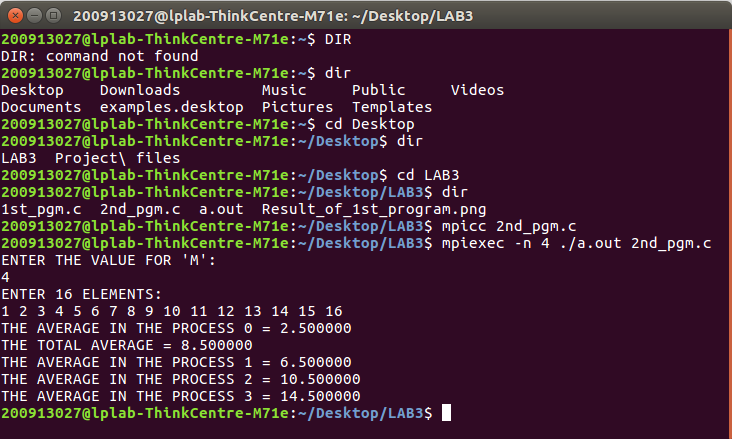 200913027@lplab-ThinkCentre-M71e: ~/Desktop/LAB3
200913027@lplab-ThinkCentre-M71e:~$ DIR
DIR: command not found
200913027@lplab-ThinkCentre-M71e:~$ dir
Desktop    Downloads         Music     Public     Videos
Documents  examples.desktop  Pictures  Templates
200913027@lplab-ThinkCentre-M71e:~$ cd Desktop
200913027@lplab-ThinkCentre-M71e:~/Desktop$ dir
LAB3  Project\ files
200913027@lplab-ThinkCentre-M71e:~/Desktop$ cd LAB3
200913027@lplab-ThinkCentre-M71e:~/Desktop/LAB3$ dir
1st_pgm.c  2nd_pgm.c  a.out  Result_of_1st_program.png
200913027@lplab-ThinkCentre-M71e:~/Desktop/LAB3$ mpicc 2nd_pgm.c
200913027@lplab-ThinkCentre-M71e:~/Desktop/LAB3$ mpiexec -n 4 ./a.out 2nd_pgm.c
ENTER THE VALUE FOR 'M':
4
ENTER 16 ELEMENTS:
1 2 3 4 5 6 7 8 9 10 11 12 13 14 15 16
THE AVERAGE IN THE PROCESS 0 = 2.500000
THE TOTAL AVERAGE = 8.500000
THE AVERAGE IN THE PROCESS 1 = 6.500000
THE AVERAGE IN THE PROCESS 2 = 10.500000
THE AVERAGE IN THE PROCESS 3 = 14.500000
200913027@lplab-ThinkCentre-M71e:~/Desktop/LAB3$